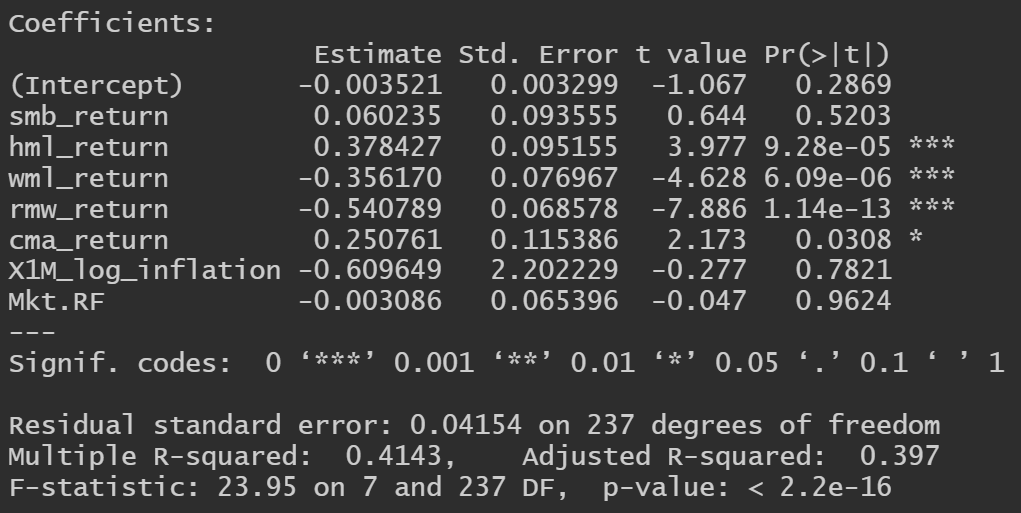 Coefficients:
                    Estimate Std. Error t value Pr(>|t|)
(Intercept)        -0.003521   0.003299  -1.067   0.2869
smb_return          0.060235   0.093555   0.644   0.5203
hml_return          0.378427   0.095155   3.977 9.28e-05 ***
wml_return         -0.356170   0.076967  -4.628 6.09e-06 ***
rmw_return         -0.540789   0.068578  -7.886 1.14e-13 ***
cma_return          0.250761   0.115386   2.173   0.0308 *
X1M_log_inflation -0.609649   2.202229  -0.277   0.7821
Mkt.RF             -0.003086   0.065396  -0.047   0.9624
---
Signif. codes:  0 ‘***’ 0.001 ‘**’ 0.01 ‘*’ 0.05 ‘.’ 0.1 ‘ ’ 1
Residual standard error: 0.04154 on 237 degrees of freedom
Multiple R-squared:  0.4143,    Adjusted R-squared:  0.397
F-statistic: 23.95 on 7 and 237 DF,  p-value: < 2.2e-16